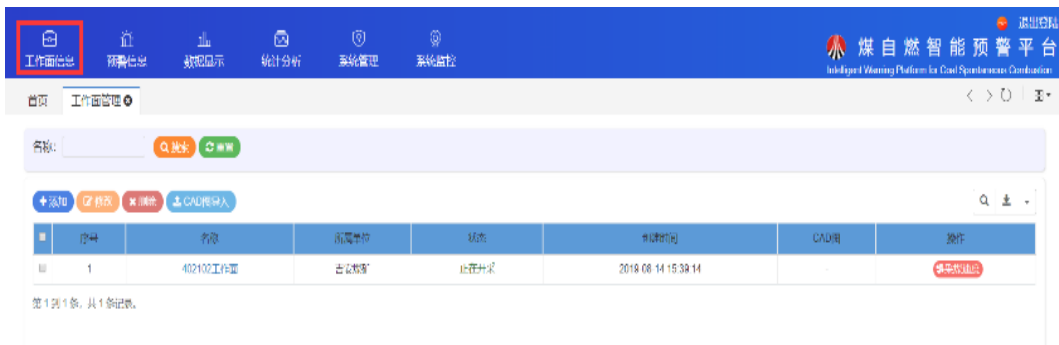 退出登陆
工作面信息 预警信息 数据显示 统计分析 系统管理 系统监控
煤自燃智能预警平台
Intelligent Warning Platform for Coal Spontaneous Combustion
首页 工作面管理
名称: 搜索 重置
添加 修改 删除 CAD图导入
序号 名称 所属单位 状态 创建时间 CAD图 操作
1 402102工作面 正在开采 2019-08-14 15:39:14 -
第 1 到 1 条，共 1 条记录。